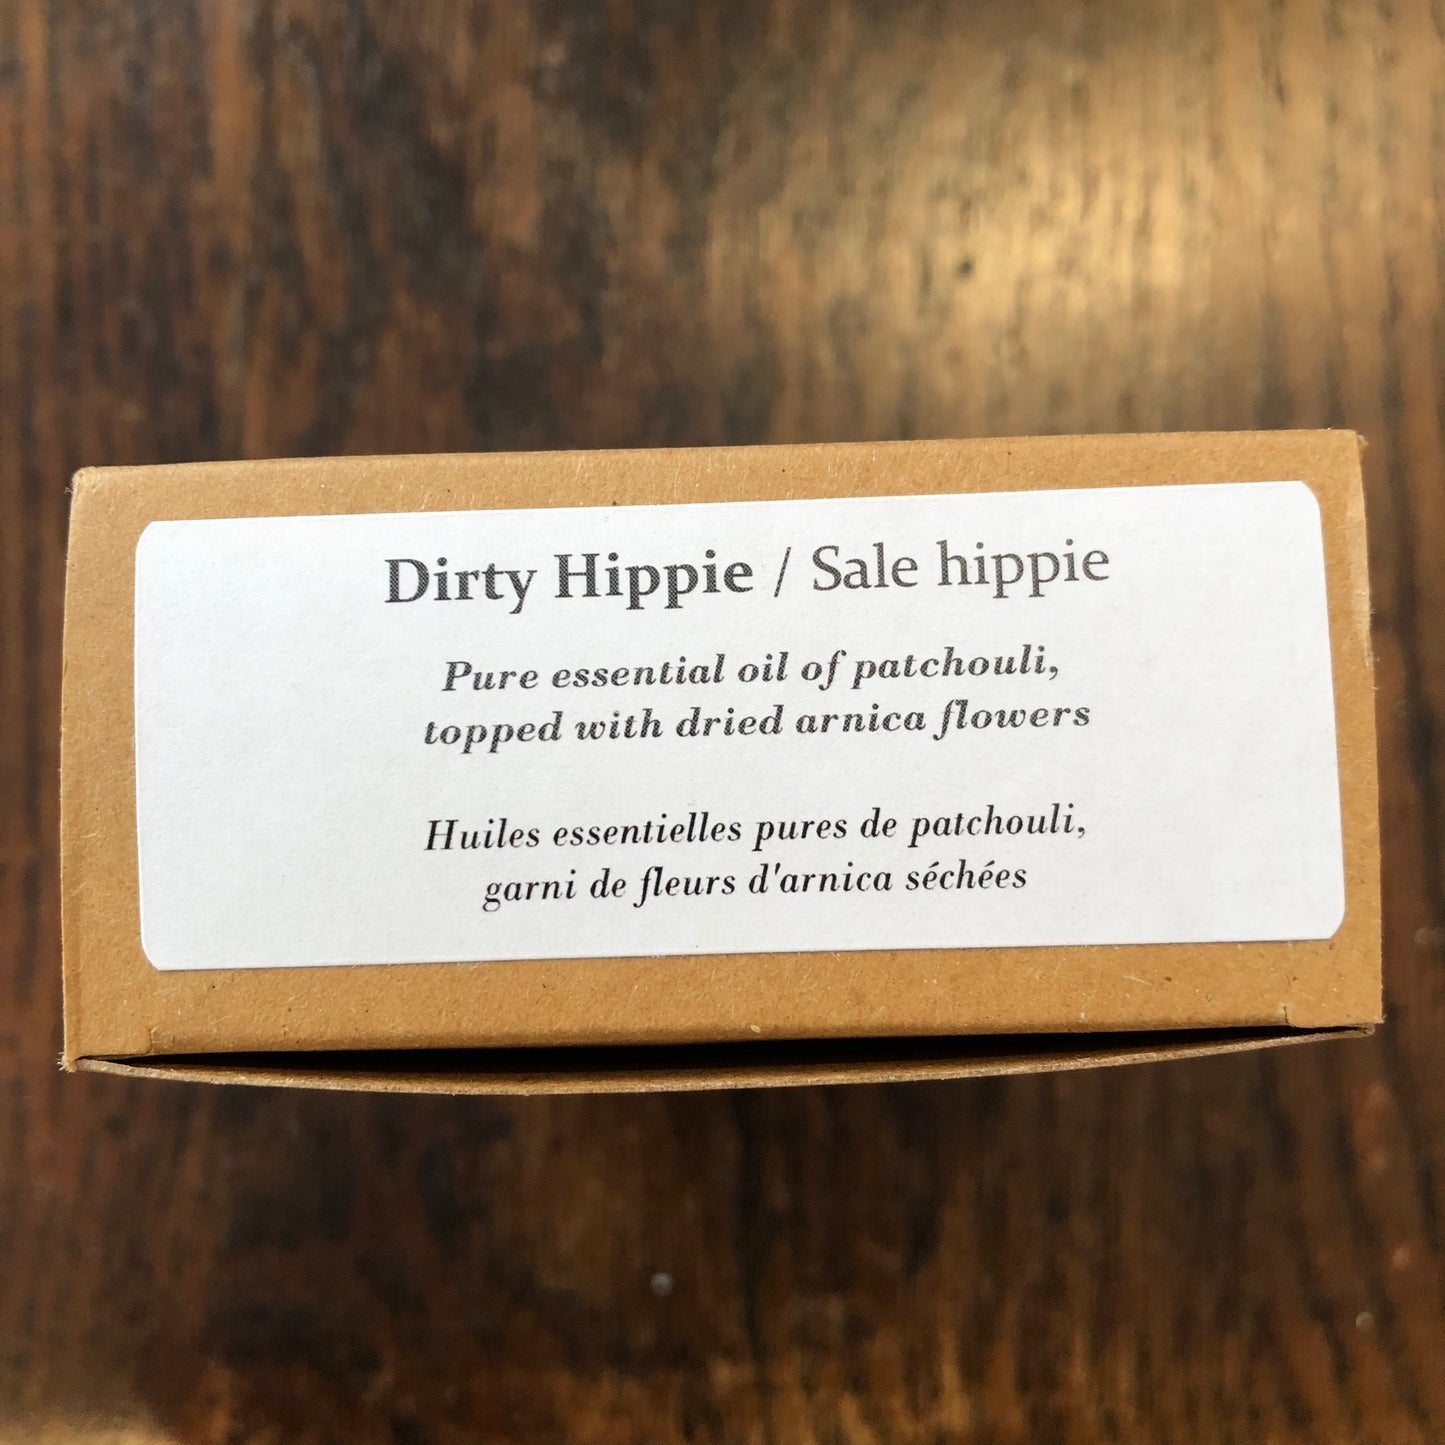 Dirty Hippie / Sale hippie
Pure essential oil of patchouli,
topped with dried arnica flowers
Huiles essentielles pures de patchouli,
garni de fleurs d'arnica séchées